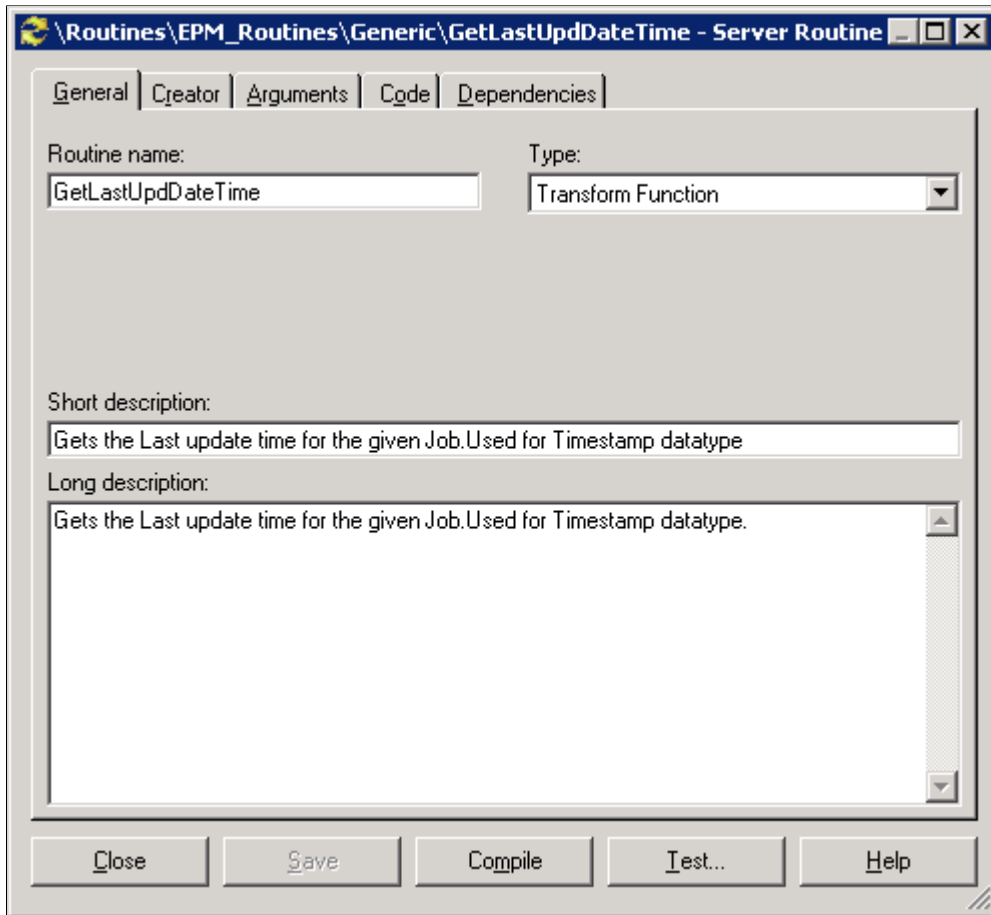 \Routines\EPM_Routines\Generic\GetLastUpdDateTime - Server Routine
General Creator Arguments Code Dependencies
Routine name: Type:
GetLastUpdDateTime Transform Function
Short description:
Gets the Last update time for the given Job.Used for Timestamp datatype
Long description:
Gets the Last update time for the given Job.Used for Timestamp datatype.
Close Save Compile Test... Help